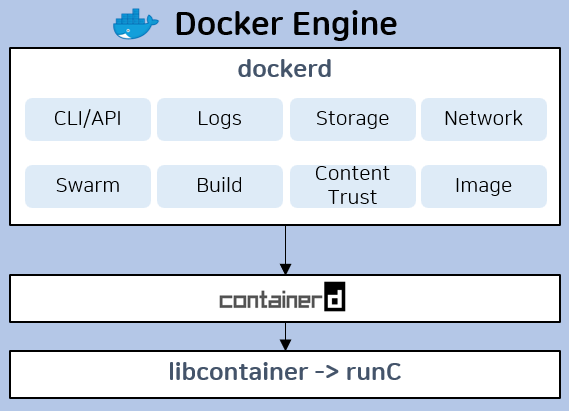 Docker Engine
dockerd
CLI/API
Logs
Storage
Network
Swarm
Build
Content
Trust
Image
containerd
libcontainer -> runC